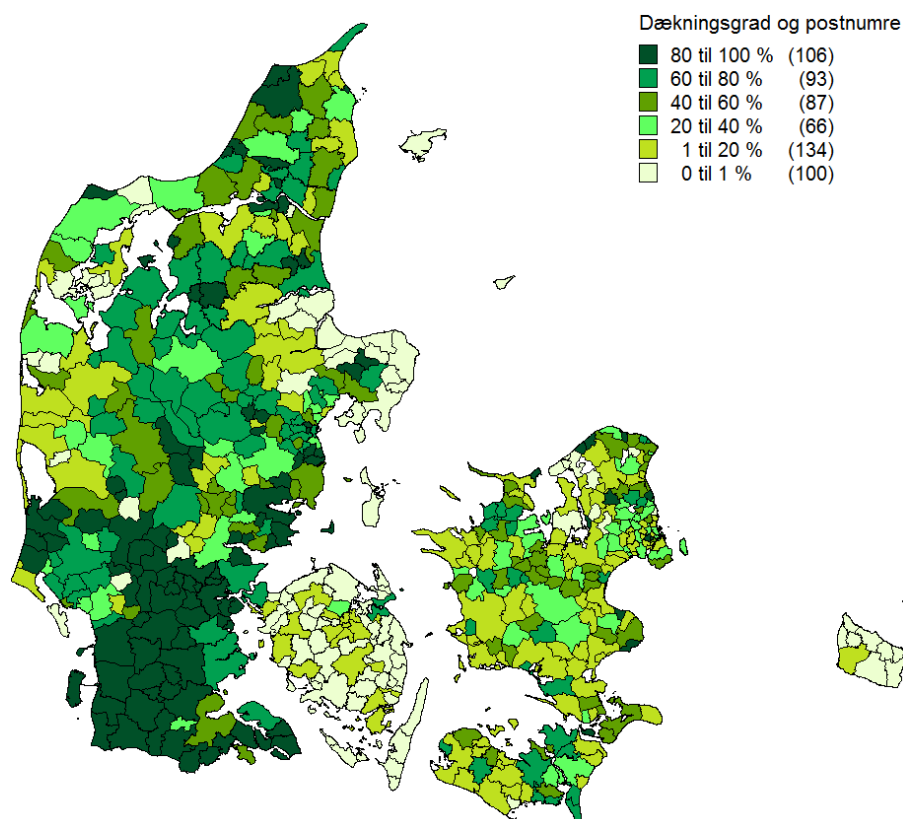 Dækningsgrad og postnumre
80 til 100 % (106)
60 til 80 % (93)
40 til 60 % (87)
20 til 40 % (66)
1 til 20 % (134)
0 til 1 % (100)